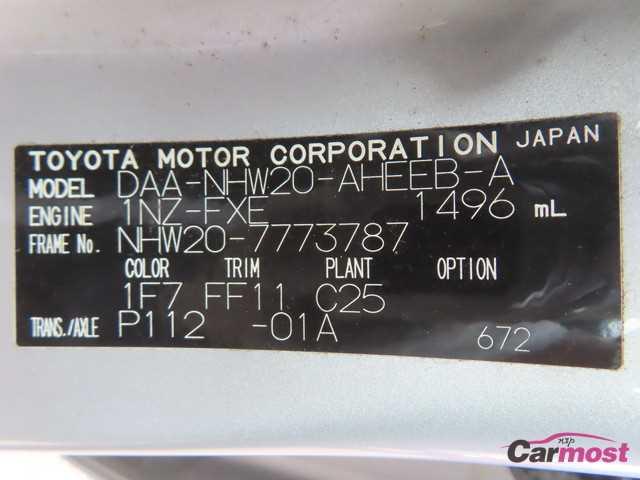 TOYOTA MOTOR CORPORATION JAPAN
MODEL DAA-NHW20-AHEEB-A
ENGINE 1NZ-FXE 1496 mL
FRAME No. NHW20-7773787
COLOR TRIM PLANT OPTION
1F7 FF11 C25
TRANS./AXLE P112 -01A 672
nxp
Carmost